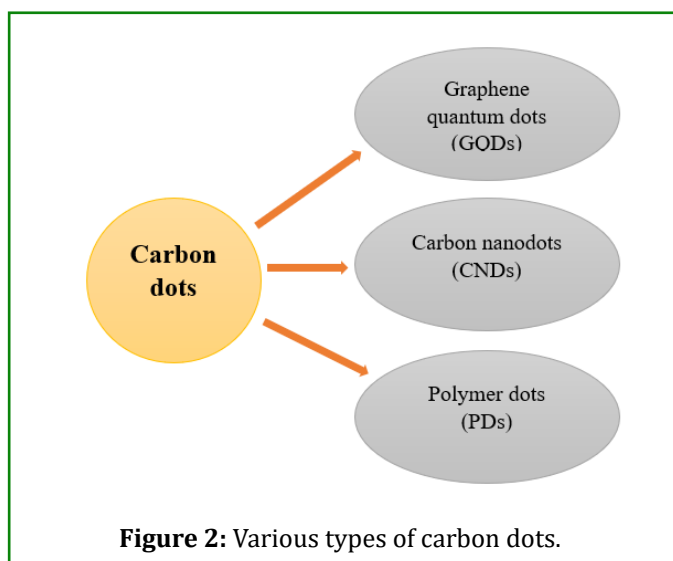 Graphene
quantum dots
(GQDs)
Carbon
dots
Carbon nanodots
(CNDs)
Polymer dots
(PDs)
Figure 2: Various types of carbon dots.